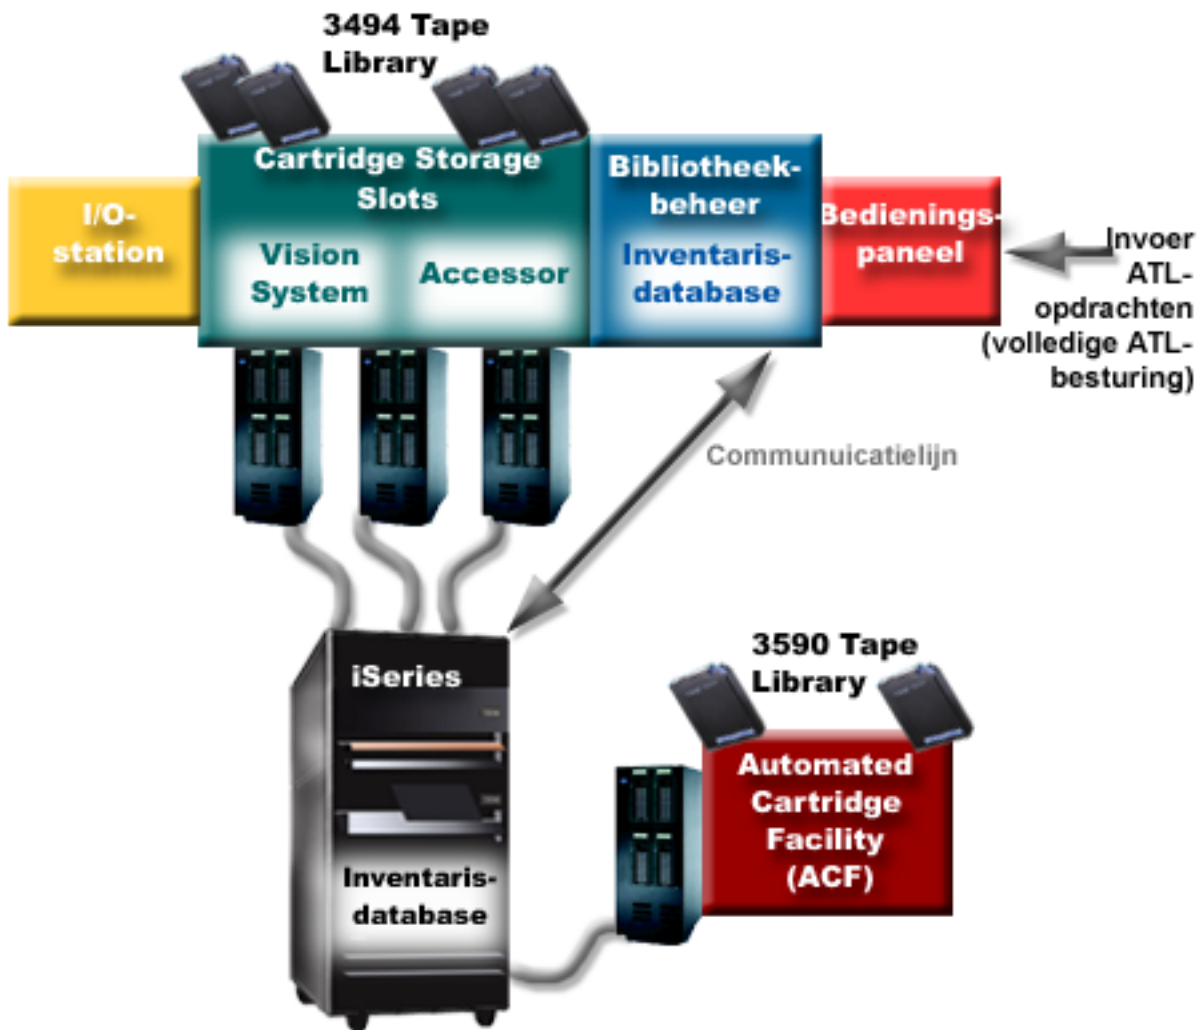 3494 Tape
Library
Cartridge Storage
Slots
Bibliotheek-
beheer
I/O-
station
Vision
System
Accessor
Inventaris-
database
Bedienings-
paneel
Invoer
ATL-
opdrachten
(volledige ATL-
besturing)
Communuicatielijn
iSeries
Inventaris-
database
3590 Tape
Library
Automated
Cartridge
Facility
(ACF)